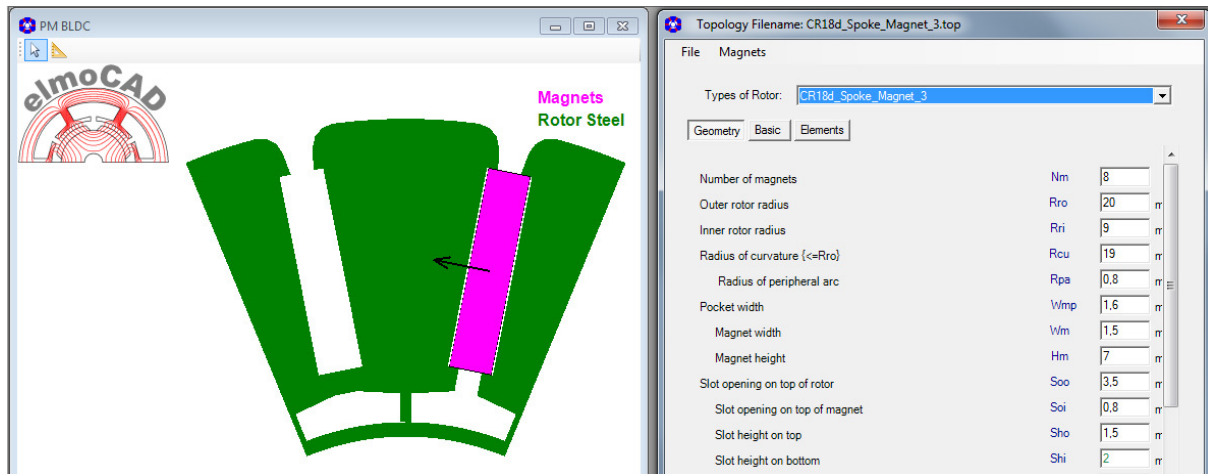 PM BLDC
elmoCAD
Magnets
Rotor Steel
Topology Filename: CR18d_Spoke_Magnet_3.top
File Magnets
Types of Rotor: CR18d_Spoke_Magnet_3
Geometry Basic Elements
Number of magnets Nm 8
Outer rotor radius Rro 20 m
Inner rotor radius Rri 9 m
Radius of curvature {<=Rro} Rcu 19 m
Radius of peripheral arc Rpa 0,8 m
Pocket width Wmp 1,6 m
Magnet width Wm 1,5 m
Magnet height Hm 7 m
Slot opening on top of rotor Soo 3,5 m
Slot opening on top of magnet Soi 0,8 m
Slot height on top Sho 1,5 m
Slot height on bottom Shi 2 m